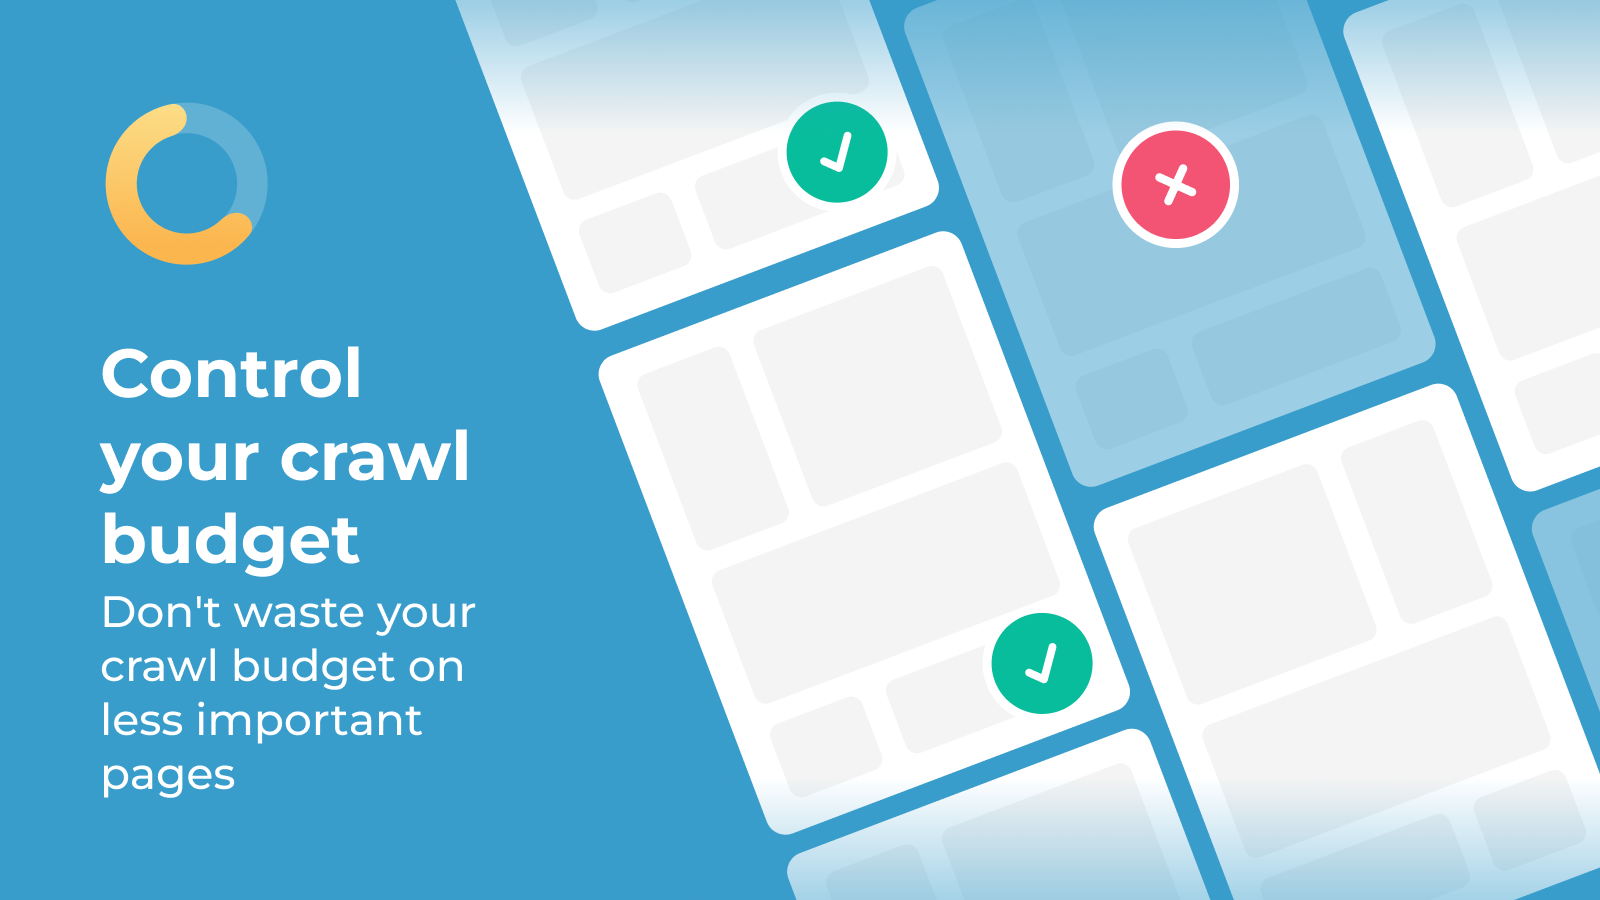 Control
your crawl
budget
Don't waste your
crawl budget on
less important
pages